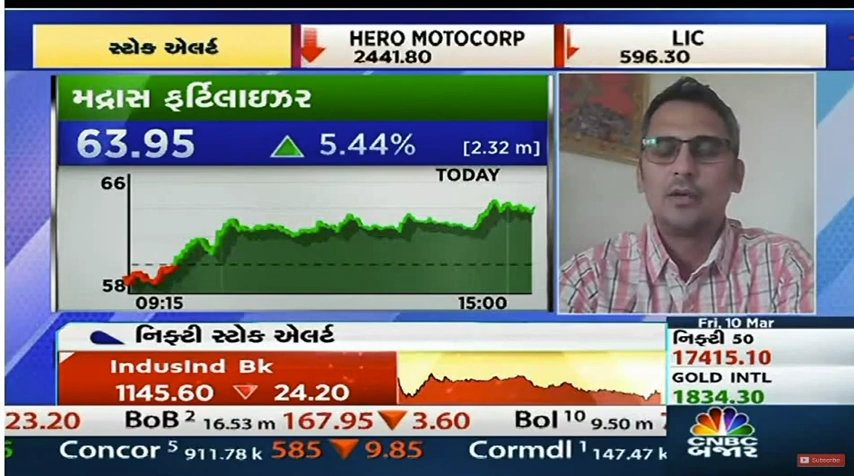 સ્ટોક એલર્ટ
HERO MOTOCORP
2441.80
LIC
596.30
મદ્રાસ ફર્ટિલાઇઝર
63.95 5.44% [2.32 m]
TODAY
66
58
09:15 15:00
નિફ્ટી સ્ટોક એલર્ટ
IndusInd Bk
1145.60 24.20
Fri, 10 Mar
નિફ્ટી 50
17415.10
GOLD INTL
1834.30
23.20 BoB 2 16.53 m 167.95 3.60 BoI 10 9.50 m
Concor 5 911.78 k 585 9.85 Cormdl 1 147.47 k
CNBC
બજાર
Subscribe